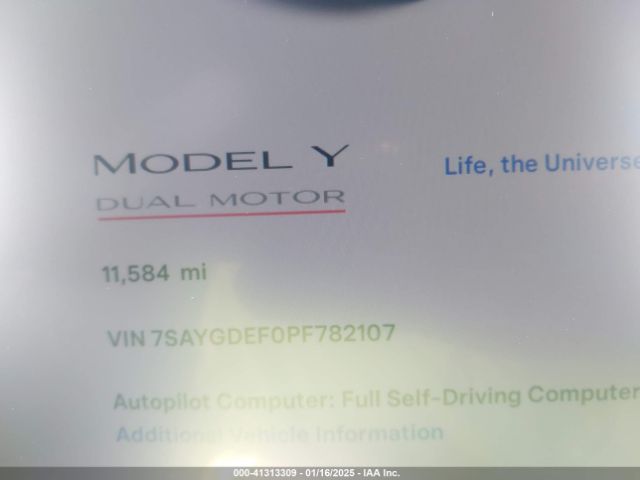 MODEL Y
Life, the Universe
DUAL MOTOR
11,584 mi
VIN 7SAYGDEF0PF782107
Autopilot Computer: Full Self-Driving Computer
Additional Vehicle Information
000-41313309 - 01/16/2025 - IAA Inc.